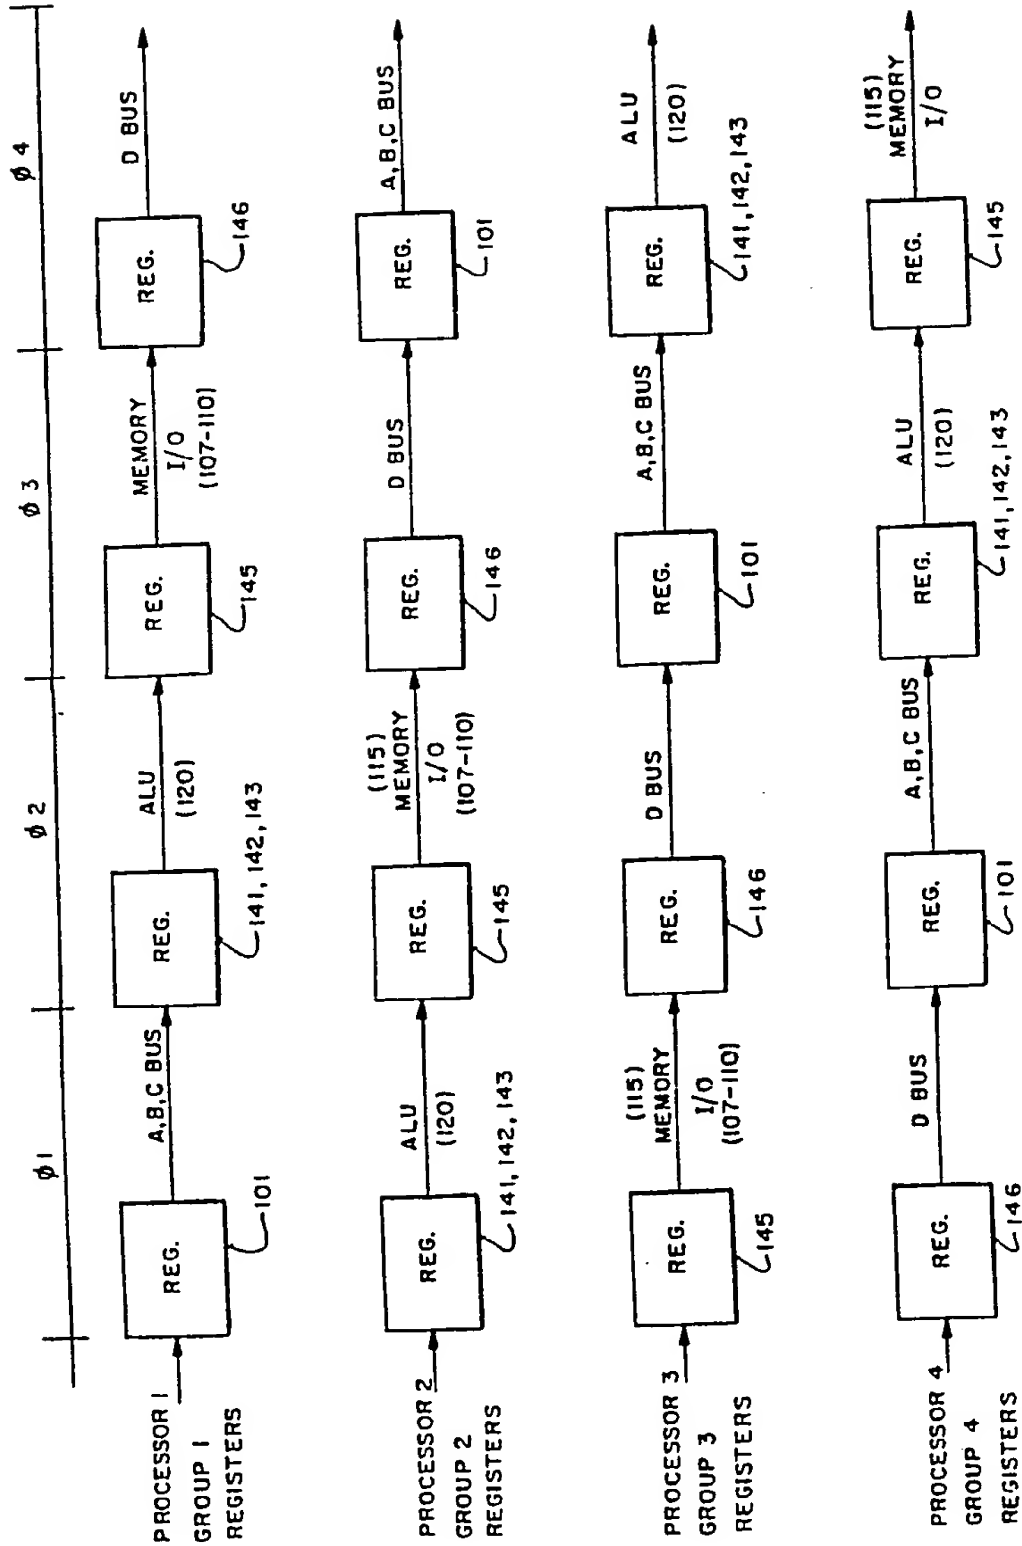 ø1
ø2
ø3
ø4
PROCESSOR 1
GROUP 1
REGISTERS
REG.
101
A,B,C BUS
REG.
141,142,143
ALU
(120)
REG.
145
MEMORY
I/O
(107-110)
REG.
146
D BUS
PROCESSOR 2
GROUP 2
REGISTERS
REG.
141,142,143
ALU
(120)
REG.
145
(115)
MEMORY
I/O
(107-110)
REG.
146
D BUS
REG.
101
A,B,C BUS
PROCESSOR 3
GROUP 3
REGISTERS
REG.
145
(115)
MEMORY
I/O
(107-110)
REG.
146
D BUS
REG.
101
A,B,C BUS
REG.
141,142,143
ALU
(120)
PROCESSOR 4
GROUP 4
REGISTERS
REG.
146
D BUS
REG.
101
A,B,C BUS
REG.
141,142,143
ALU
(120)
REG.
145
(115)
MEMORY
I/O